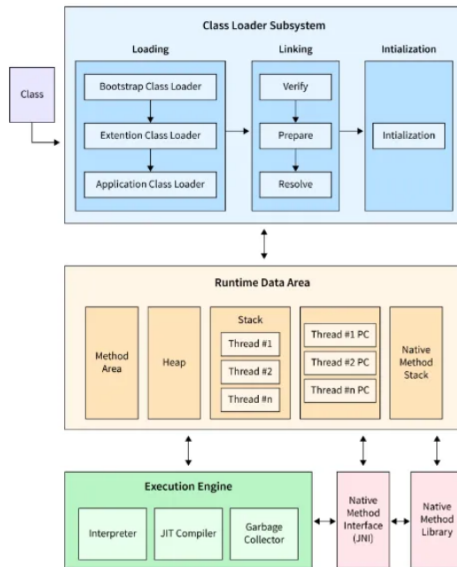 Class Loader Subsystem
Loading
Linking
Intialization
Class
Bootstrap Class Loader
Extention Class Loader
Application Class Loader
Verify
Prepare
Resolve
Intialization
Runtime Data Area
Method
Area
Heap
Stack
Thread #1
Thread #2
Thread #n
Thread #1 PC
Thread #2 PC
Thread #n PC
Native
Method
Stack
Execution Engine
Interpreter
JIT Compiler
Garbage
Collector
Native
Method
Interface
(JNI)
Native
Method
Library